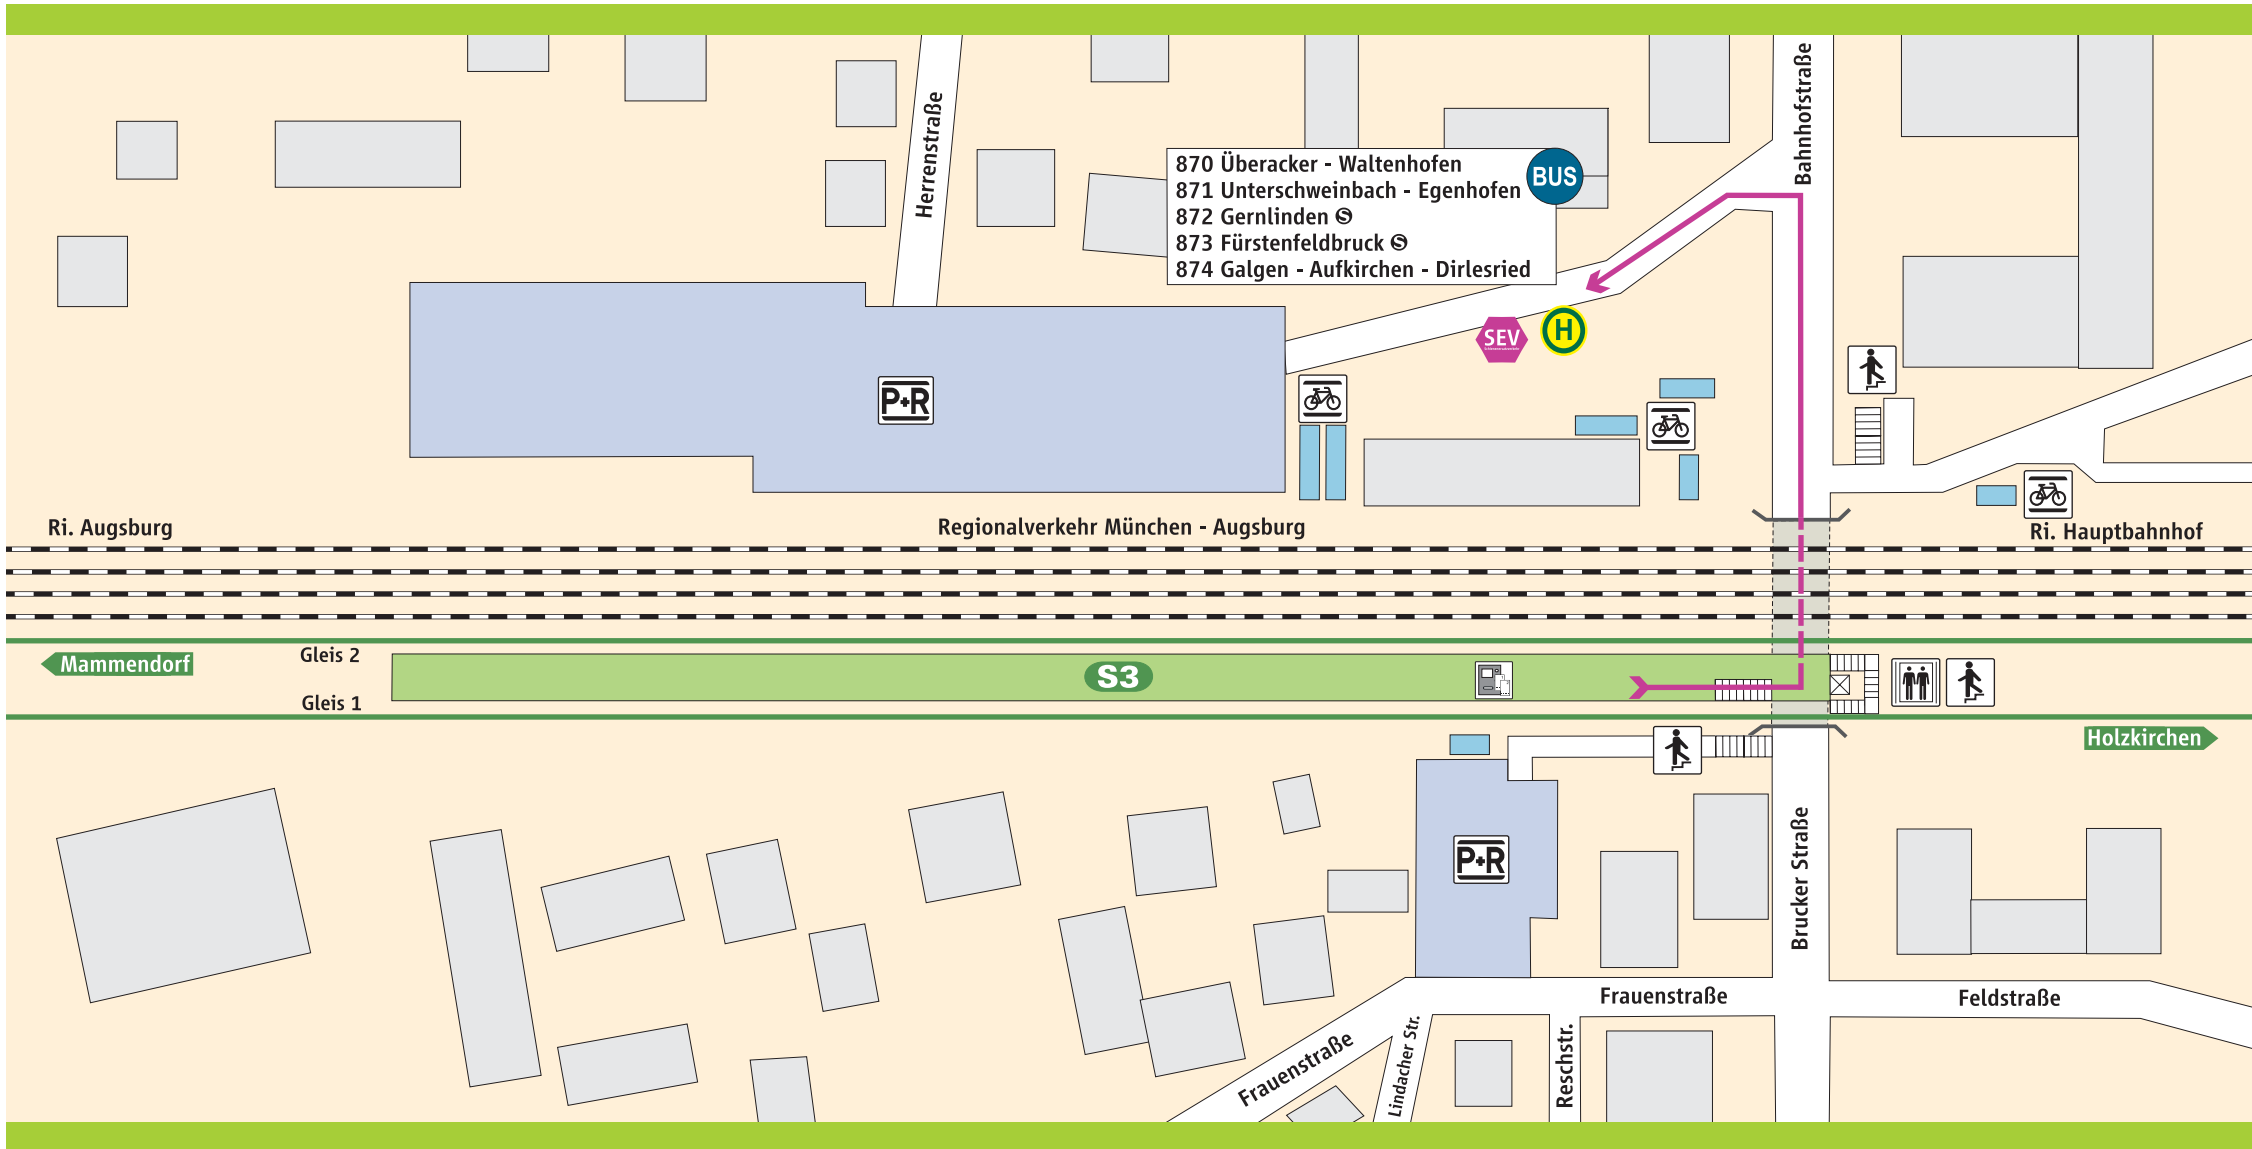 Bahnhofstraße
Herrenstraße
870 Überacker - Waltenhofen
871 Unterschweinbach - Egenhofen
872 Gernlinden S
873 Fürstenfeldbruck S
874 Galgen - Aufkirchen - Dirlesried
BUS
SEV
H
P+R
Ri. Augsburg
Regionalverkehr München - Augsburg
Ri. Hauptbahnhof
Mammendorf
Gleis 2
S3
Gleis 1
Holzkirchen
P+R
Brucker Straße
Frauenstraße
Feldstraße
Frauenstraße
Lindacher Str.
Reschstr.